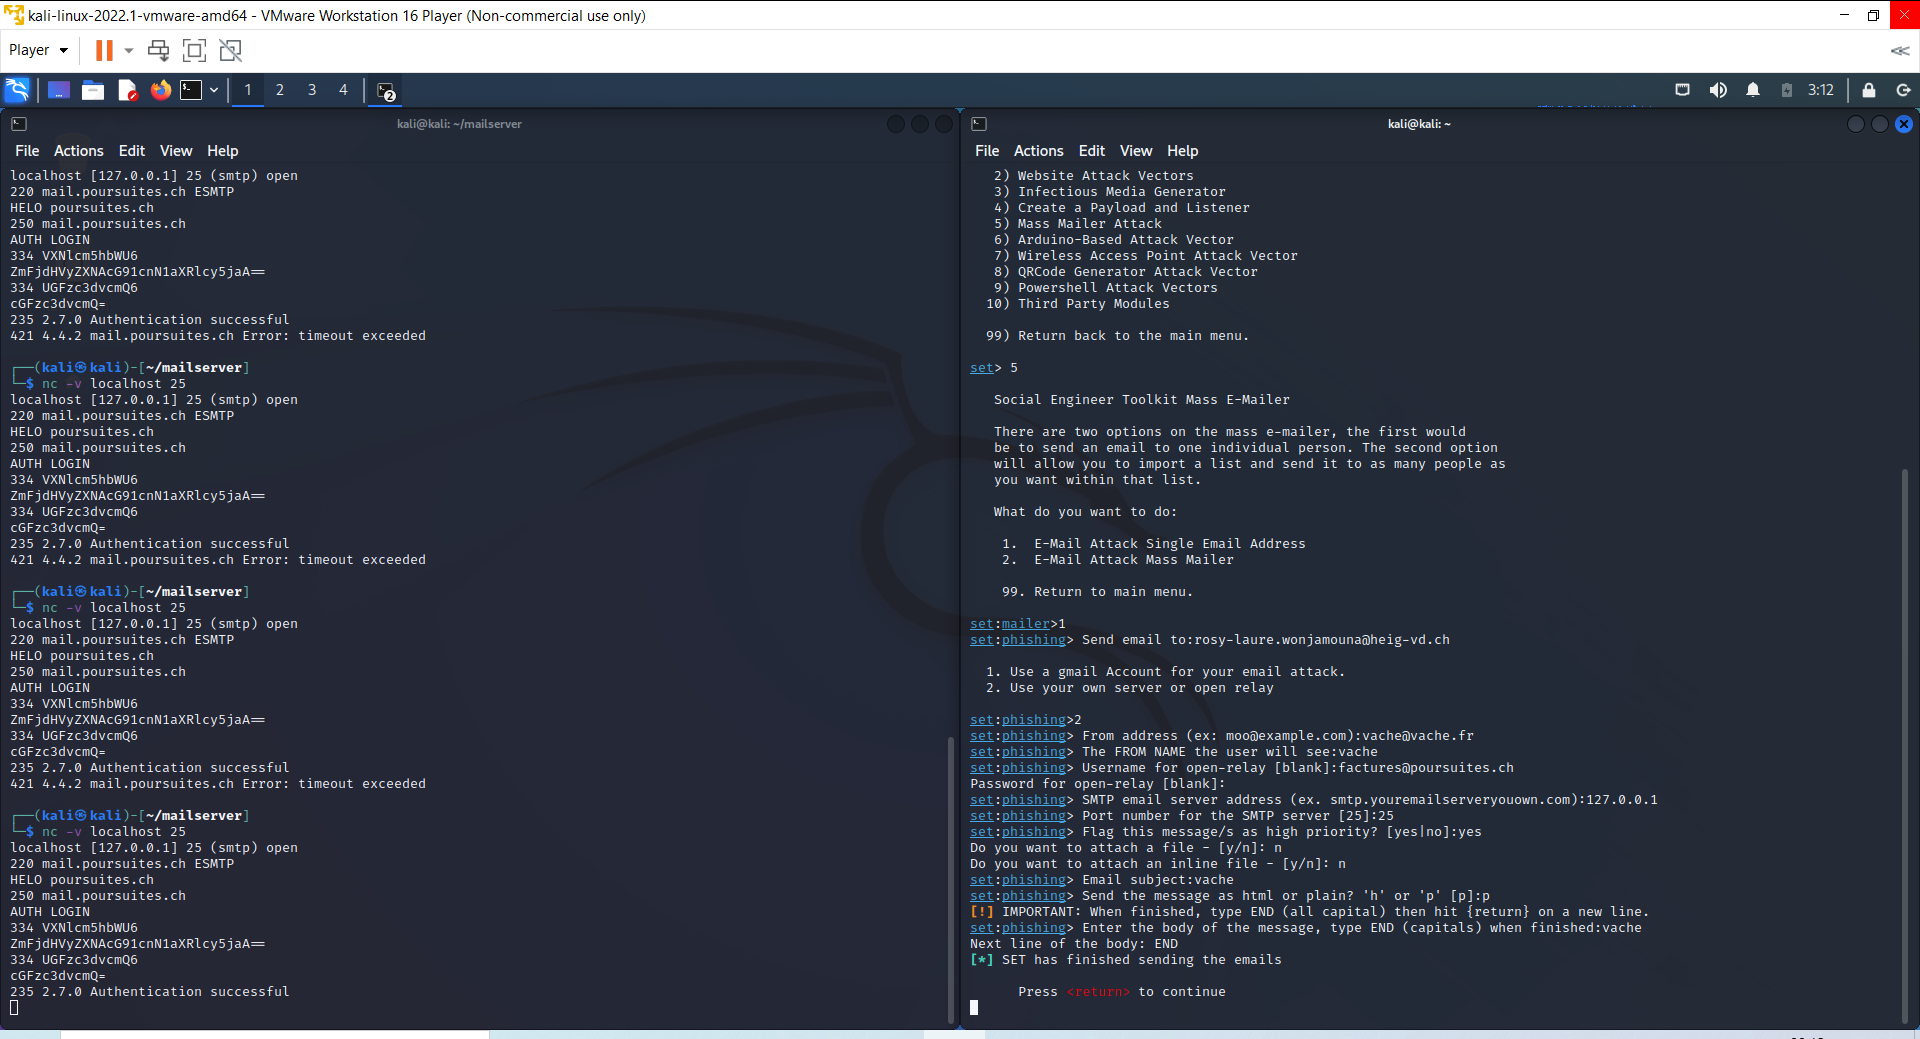 kali-linux-2022.1-vmware-amd64 - VMware Workstation 16 Player (Non-commercial use only)
Player
1 2 3 4 2 3:12
kali@kali: ~/mailserver
File Actions Edit View Help
localhost [127.0.0.1] 25 (smtp) open
220 mail.poursuites.ch ESMTP
HELO poursuites.ch
250 mail.poursuites.ch
AUTH LOGIN
334 VXNlcm5hbWU6
ZmFjdHVyZXNAcG91cnN1aXRlcy5jaA==
334 UGFzc3dvcmQ6
cGFzc3dvcmQ=
235 2.7.0 Authentication successful
421 4.4.2 mail.poursuites.ch Error: timeout exceeded
┌──(kali㉿kali)-[~/mailserver]
└─$ nc -v localhost 25
localhost [127.0.0.1] 25 (smtp) open
220 mail.poursuites.ch ESMTP
HELO poursuites.ch
250 mail.poursuites.ch
AUTH LOGIN
334 VXNlcm5hbWU6
ZmFjdHVyZXNAcG91cnN1aXRlcy5jaA==
334 UGFzc3dvcmQ6
cGFzc3dvcmQ=
235 2.7.0 Authentication successful
421 4.4.2 mail.poursuites.ch Error: timeout exceeded
┌──(kali㉿kali)-[~/mailserver]
└─$ nc -v localhost 25
localhost [127.0.0.1] 25 (smtp) open
220 mail.poursuites.ch ESMTP
HELO poursuites.ch
250 mail.poursuites.ch
AUTH LOGIN
334 VXNlcm5hbWU6
ZmFjdHVyZXNAcG91cnN1aXRlcy5jaA==
334 UGFzc3dvcmQ6
cGFzc3dvcmQ=
235 2.7.0 Authentication successful
421 4.4.2 mail.poursuites.ch Error: timeout exceeded
┌──(kali㉿kali)-[~/mailserver]
└─$ nc -v localhost 25
localhost [127.0.0.1] 25 (smtp) open
220 mail.poursuites.ch ESMTP
HELO poursuites.ch
250 mail.poursuites.ch
AUTH LOGIN
334 VXNlcm5hbWU6
ZmFjdHVyZXNAcG91cnN1aXRlcy5jaA==
334 UGFzc3dvcmQ6
cGFzc3dvcmQ=
235 2.7.0 Authentication successful
kali@kali: ~
File Actions Edit View Help
2) Website Attack Vectors
3) Infectious Media Generator
4) Create a Payload and Listener
5) Mass Mailer Attack
6) Arduino-Based Attack Vector
7) Wireless Access Point Attack Vector
8) QRCode Generator Attack Vector
9) Powershell Attack Vectors
10) Third Party Modules
99) Return back to the main menu.
set> 5
Social Engineer Toolkit Mass E-Mailer
There are two options on the mass e-mailer, the first would
be to send an email to one individual person. The second option
will allow you to import a list and send it to as many people as
you want within that list.
What do you want to do:
1. E-Mail Attack Single Email Address
2. E-Mail Attack Mass Mailer
99. Return to main menu.
set:mailer>1
set:phishing> Send email to:rosy-laure.wonjamouna@heig-vd.ch
1. Use a gmail Account for your email attack.
2. Use your own server or open relay
set:phishing>2
set:phishing> From address (ex: moo@example.com):vache@vache.fr
set:phishing> The FROM NAME the user will see:vache
set:phishing> Username for open-relay [blank]:factures@poursuites.ch
Password for open-relay [blank]:
set:phishing> SMTP email server address (ex. smtp.youremailserveryouown.com):127.0.0.1
set:phishing> Port number for the SMTP server [25]:25
set:phishing> Flag this message/s as high priority? [yes|no]:yes
Do you want to attach a file - [y/n]: n
Do you want to attach an inline file - [y/n]: n
set:phishing> Email subject:vache
set:phishing> Send the message as html or plain? 'h' or 'p' [p]:p
[!] IMPORTANT: When finished, type END (all capital) then hit {return} on a new line.
set:phishing> Enter the body of the message, type END (capitals) when finished:vache
Next line of the body: END
[*] SET has finished sending the emails
Press <return> to continue